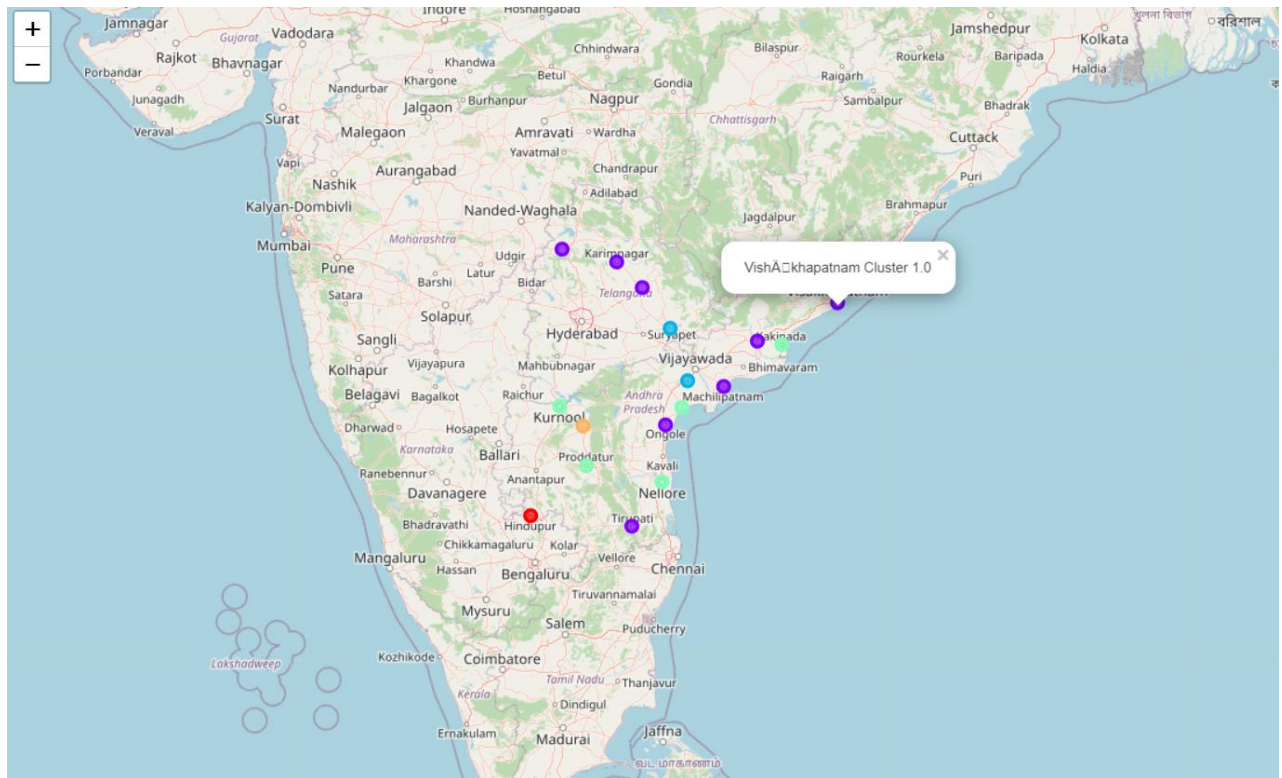 Indore
Hoshangabad
Jamnagar
Gujarat
Vadodara
Jamshedpur
খুলনা বিভাগ
বরিশাল
Kolkata
Rajkot
Bhavnagar
Khandwa
Chhindwara
Bilaspur
Rourkela
Baripada
Haldia
Porbandar
Nandurbar
Khargone
Betul
Gondia
Raigarh
Junagadh
Jalgaon
Burhanpur
Nagpur
Sambalpur
Bhadrak
Surat
Veraval
Malegaon
Amravati
Wardha
Chhattisgarh
Cuttack
Yavatmal
Vapi
Nashik
Aurangabad
Chandrapur
Puri
Adilabad
Kalyan-Dombivli
Nanded-Waghala
Brahmapur
Jagdalpur
Mumbai
Maharashtra
Udgir
Karimnagar
Pune
Latur
Barshi
Bidar
VishÄ□khapatnam Cluster 1.0
×
Satara
Telangana
Solapur
Hyderabad
Suryapet
Kakinada
Sangli
Vijayawada
Kolhapur
Vijayapura
Mahbubnagar
Bhimavaram
Belagavi
Bagalkot
Raichur
Andhra
Pradesh
Machilipatnam
Kurnool
Dharwad
Hosapete
Ongole
Karnataka
Ballari
Proddatur
Kavali
Ranebennur
Anantapur
Davanagere
Nellore
Bhadravathi
Hindupur
Tirupati
Chikkamagaluru
Kolar
Mangaluru
Hassan
Bengaluru
Vellore
Chennai
Tiruvannamalai
Mysuru
Salem
Puducherry
Lakshadweep
Kozhikode
Coimbatore
Kerala
Tamil Nadu
Thanjavur
Dindigul
Ernakulam
Madurai
Jaffna
+
−